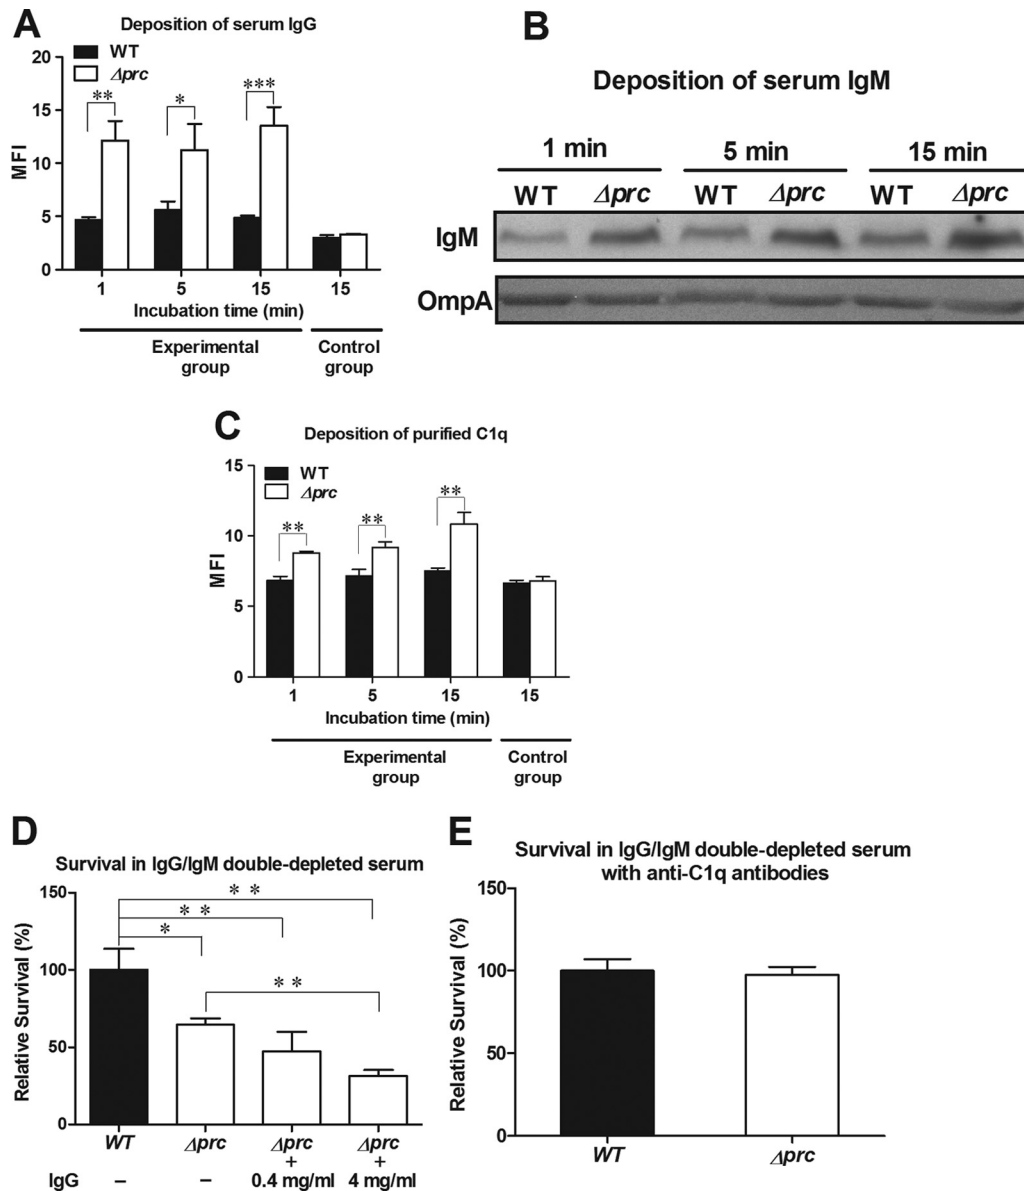 A
Deposition of serum IgG
WT
Δprc
20
15
10
5
0
MFI
**
*
***
1 5 15 15
Incubation time (min)
Experimental group
Control group
B
Deposition of serum IgM
1 min 5 min 15 min
WT Δprc WT Δprc WT Δprc
IgM
OmpA
C
Deposition of purified C1q
WT
Δprc
15
10
5
0
MFI
**
**
**
1 5 15 15
Incubation time (min)
Experimental group
Control group
D
Survival in IgG/IgM double-depleted serum
150
100
50
0
Relative Survival (%)
* *
* *
*
* *
WT Δprc Δprc Δprc
+ +
IgG – – 0.4 mg/ml 4 mg/ml
E
Survival in IgG/IgM double-depleted serum
with anti-C1q antibodies
150
100
50
0
Relative Survival (%)
WT Δprc